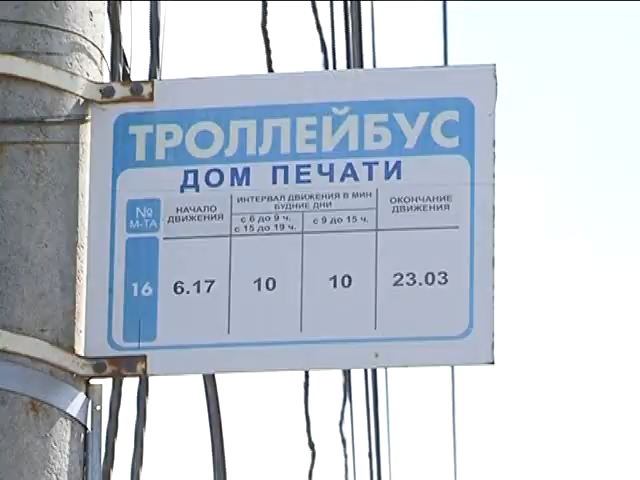 ТРОЛЛЕЙБУС
ДОМ ПЕЧАТИ
№ М-ТА
НАЧАЛО ДВИЖЕНИЯ
ИНТЕРВАЛ ДВИЖЕНИЯ В МИН
БУДНИЕ ДНИ
с 6 до 9 ч.
с 15 до 19 ч.
с 9 до 15 ч.
ОКОНЧАНИЕ ДВИЖЕНИЯ
16 6.17 10 10 23.03